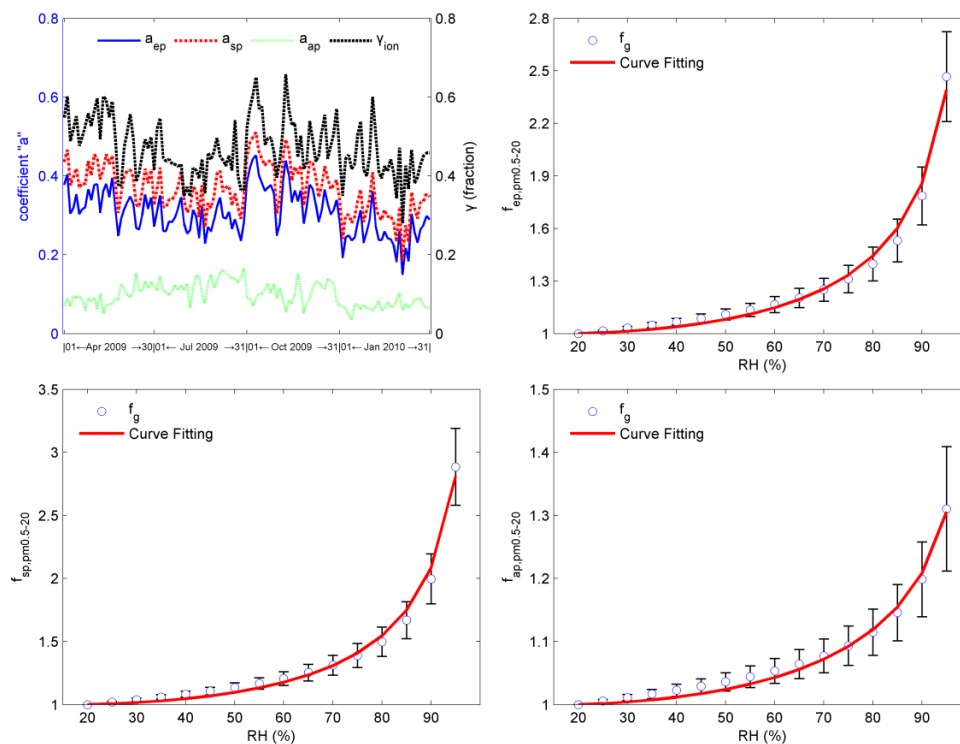 0.8
0.6
0.4
0.2
0
coefficient "a"
a_ep a_sp a_ap γ_ion
0.8
0.6
0.4
0.2
0
γ (fraction)
|01←Apr 2009 →30|01← Jul 2009 →31|01← Oct 2009 →31|01← Jan 2010 →31|
2.8
2.5
2.2
1.9
1.6
1.3
1
f_ep,pm0.5-20
f_g
Curve Fitting
20 30 40 50 60 70 80 90
RH (%)
3.5
3
2.5
2
1.5
1
f_sp,pm0.5-20
f_g
Curve Fitting
20 30 40 50 60 70 80 90
RH (%)
1.5
1.4
1.3
1.2
1.1
1
f_ap,pm0.5-20
f_g
Curve Fitting
20 30 40 50 60 70 80 90
RH (%)